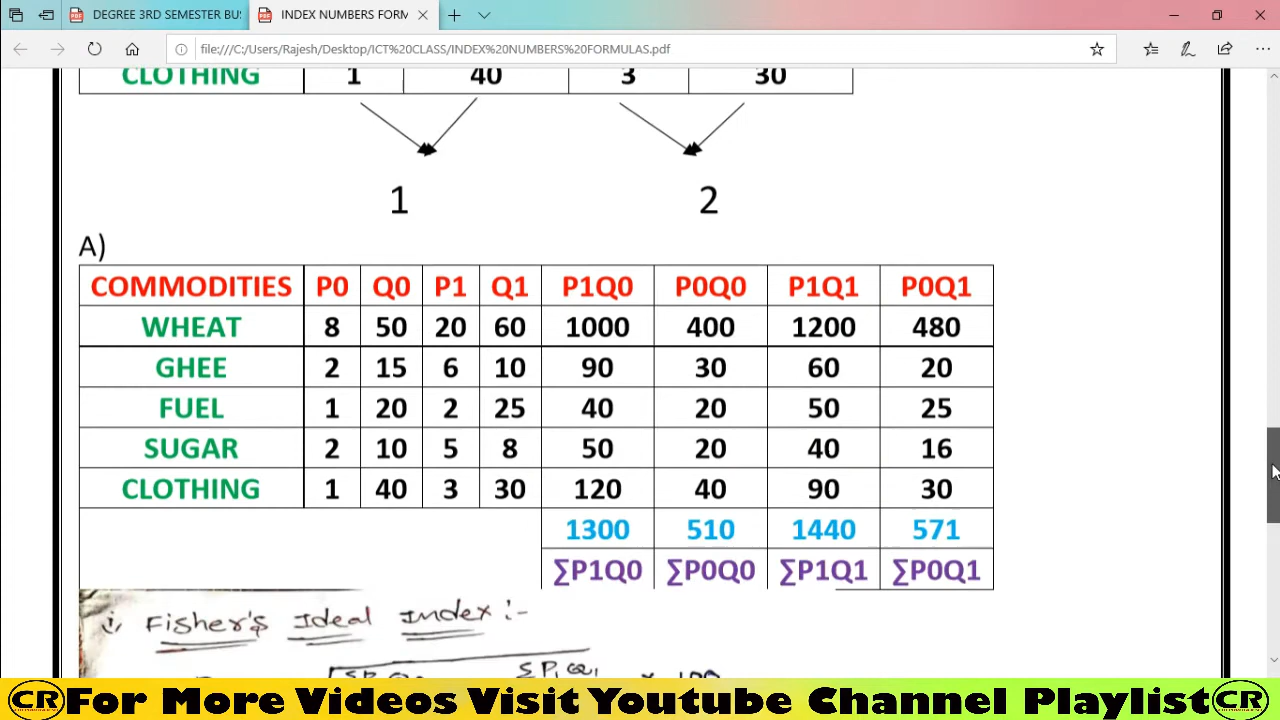 DEGREE 3RD SEMESTER BUS
INDEX NUMBERS FORM
file:///C:/Users/Rajesh/Desktop/ICT%20CLASS/INDEX%20NUMBERS%20FORMULAS.pdf
CLOTHING 1 40 3 30
1 2
A)
COMMODITIES P0 Q0 P1 Q1 P1Q0 P0Q0 P1Q1 P0Q1
WHEAT 8 50 20 60 1000 400 1200 480
GHEE 2 15 6 10 90 30 60 20
FUEL 1 20 2 25 40 20 50 25
SUGAR 2 10 5 8 50 20 40 16
CLOTHING 1 40 3 30 120 40 90 30
1300 510 1440 571
∑P1Q0 ∑P0Q0 ∑P1Q1 ∑P0Q1
i, Fisher's Ideal Index :-
CR For More Videos Visit Youtube Channel Playlist CR